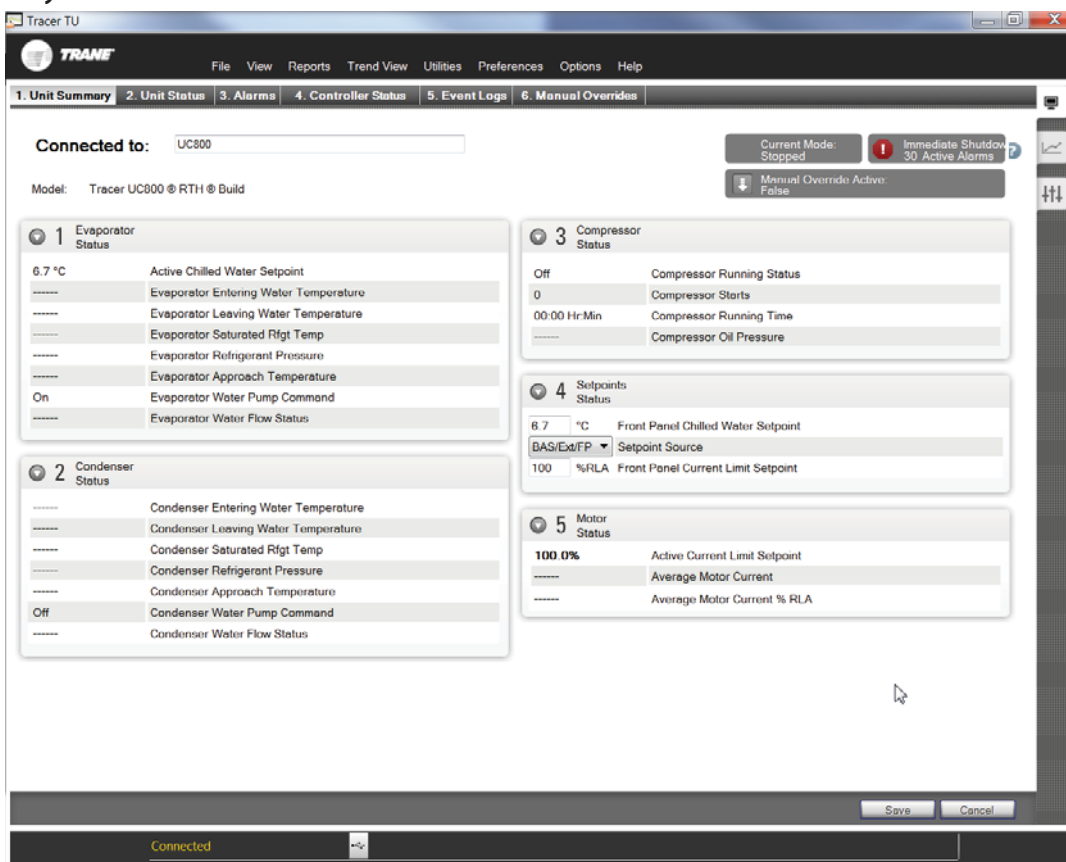 Tracer TU
TRANE
File View Reports Trend View Utilities Preferences Options Help
1. Unit Summary 2. Unit Status 3. Alarms 4. Controller Status 5. Event Logs 6. Manual Overrides
Connected to: UC800
Current Mode:
Stopped
Immediate Shutdow
30 Active Alarms
Model: Tracer UC800 ® RTH ® Build
Manual Override Active:
False
1 Evaporator
Status
6.7 °C Active Chilled Water Setpoint
------ Evaporator Entering Water Temperature
------ Evaporator Leaving Water Temperature
------ Evaporator Saturated Rfgt Temp
------ Evaporator Refrigerant Pressure
------ Evaporator Approach Temperature
On Evaporator Water Pump Command
------ Evaporator Water Flow Status
2 Condenser
Status
------ Condenser Entering Water Temperature
------ Condenser Leaving Water Temperature
------ Condenser Saturated Rfgt Temp
------ Condenser Refrigerant Pressure
------ Condenser Approach Temperature
Off Condenser Water Pump Command
------ Condenser Water Flow Status
3 Compressor
Status
Off Compressor Running Status
0 Compressor Starts
00:00 Hr:Min Compressor Running Time
------ Compressor Oil Pressure
4 Setpoints
Status
6.7 °C Front Panel Chilled Water Setpoint
BAS/Ext/FP Setpoint Source
100 %RLA Front Panel Current Limit Setpoint
5 Motor
Status
100.0% Active Current Limit Setpoint
------ Average Motor Current
------ Average Motor Current % RLA
Save Cancel
Connected